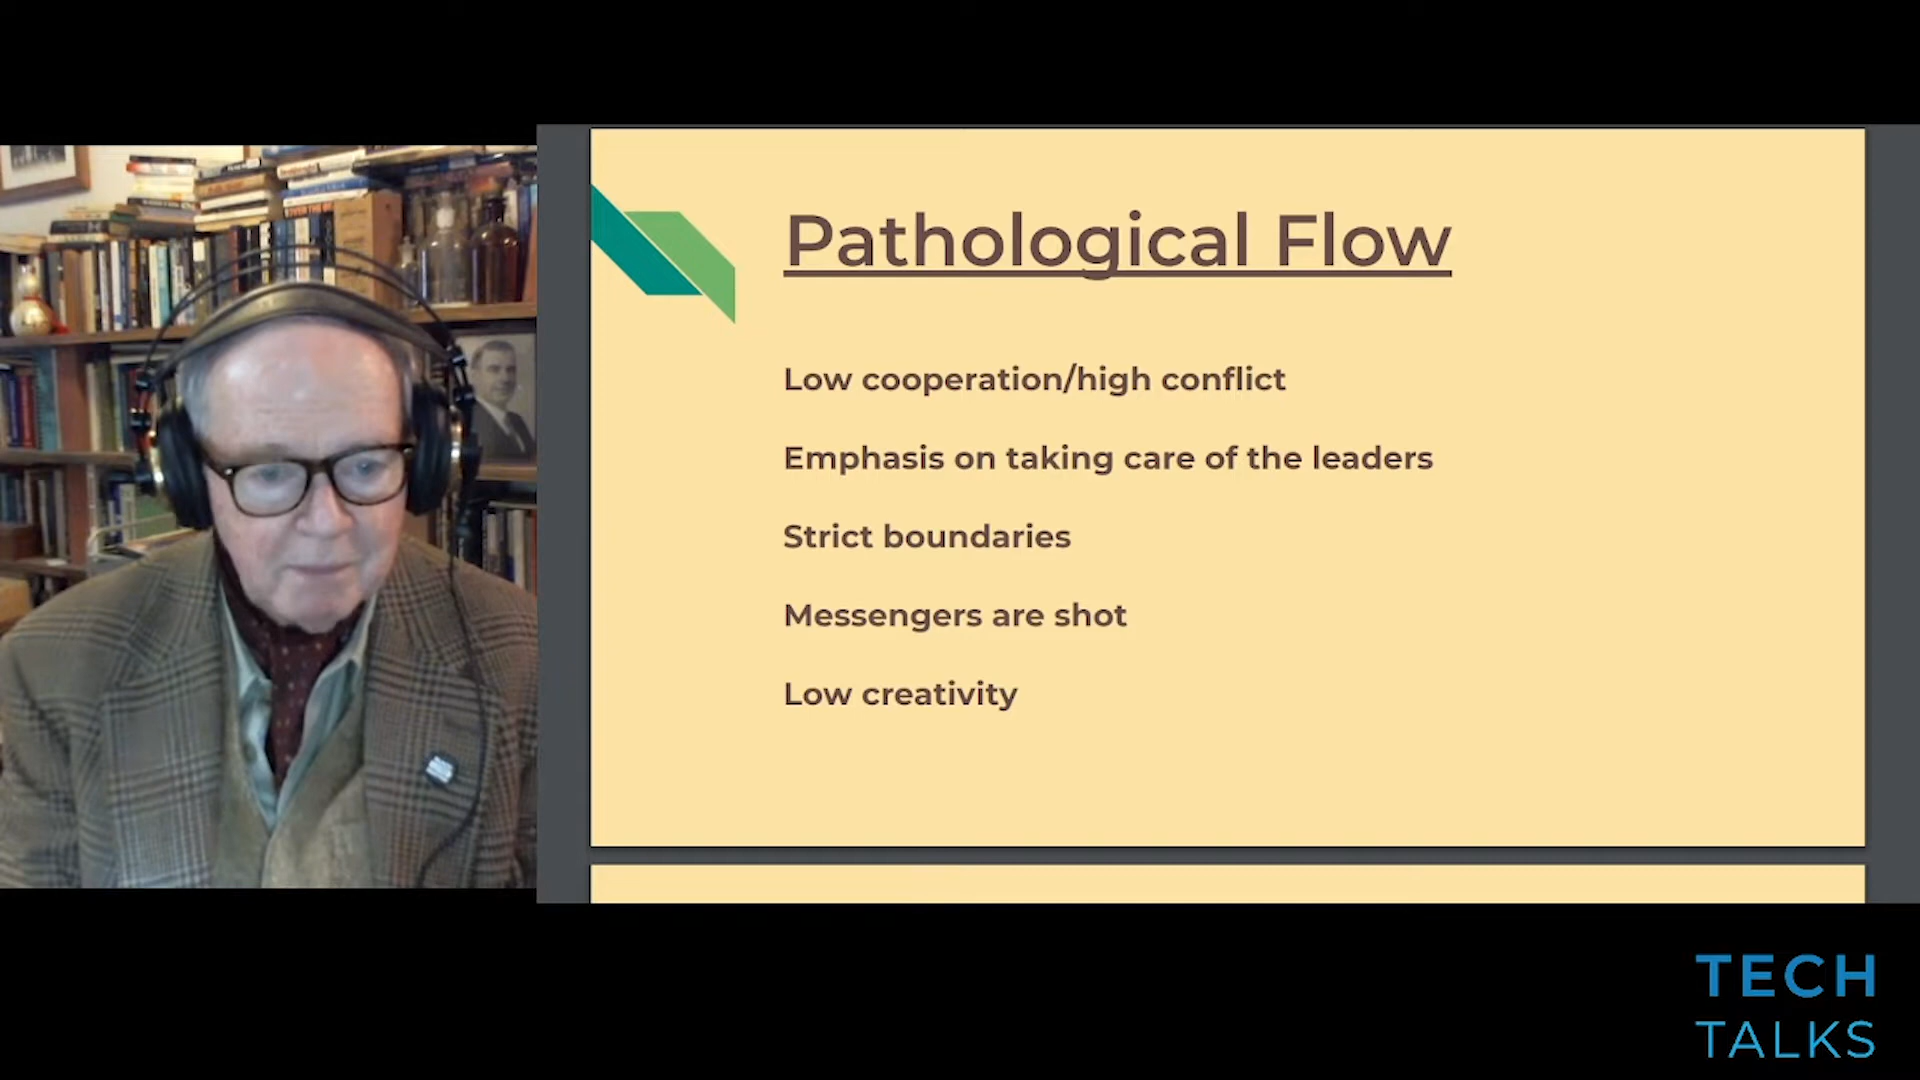 Pathological Flow
Low cooperation/high conflict
Emphasis on taking care of the leaders
Strict boundaries
Messengers are shot
Low creativity
TECH
TALKS